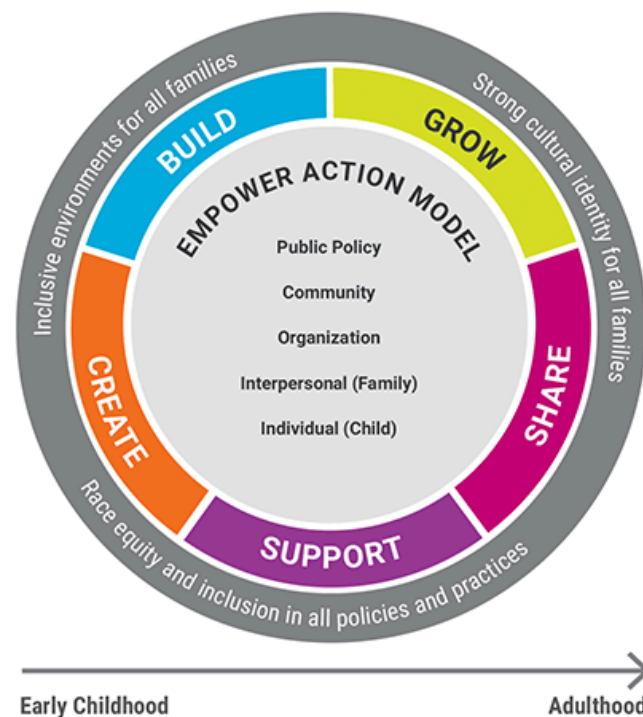 Inclusive environments for all families
Strong cultural identity for all families
BUILD
GROW
EMPOWER ACTION MODEL
Public Policy
Community
Organization
Interpersonal (Family)
Individual (Child)
CREATE
SHARE
SUPPORT
Race equity and inclusion in all policies and practices
Early Childhood
Adulthood